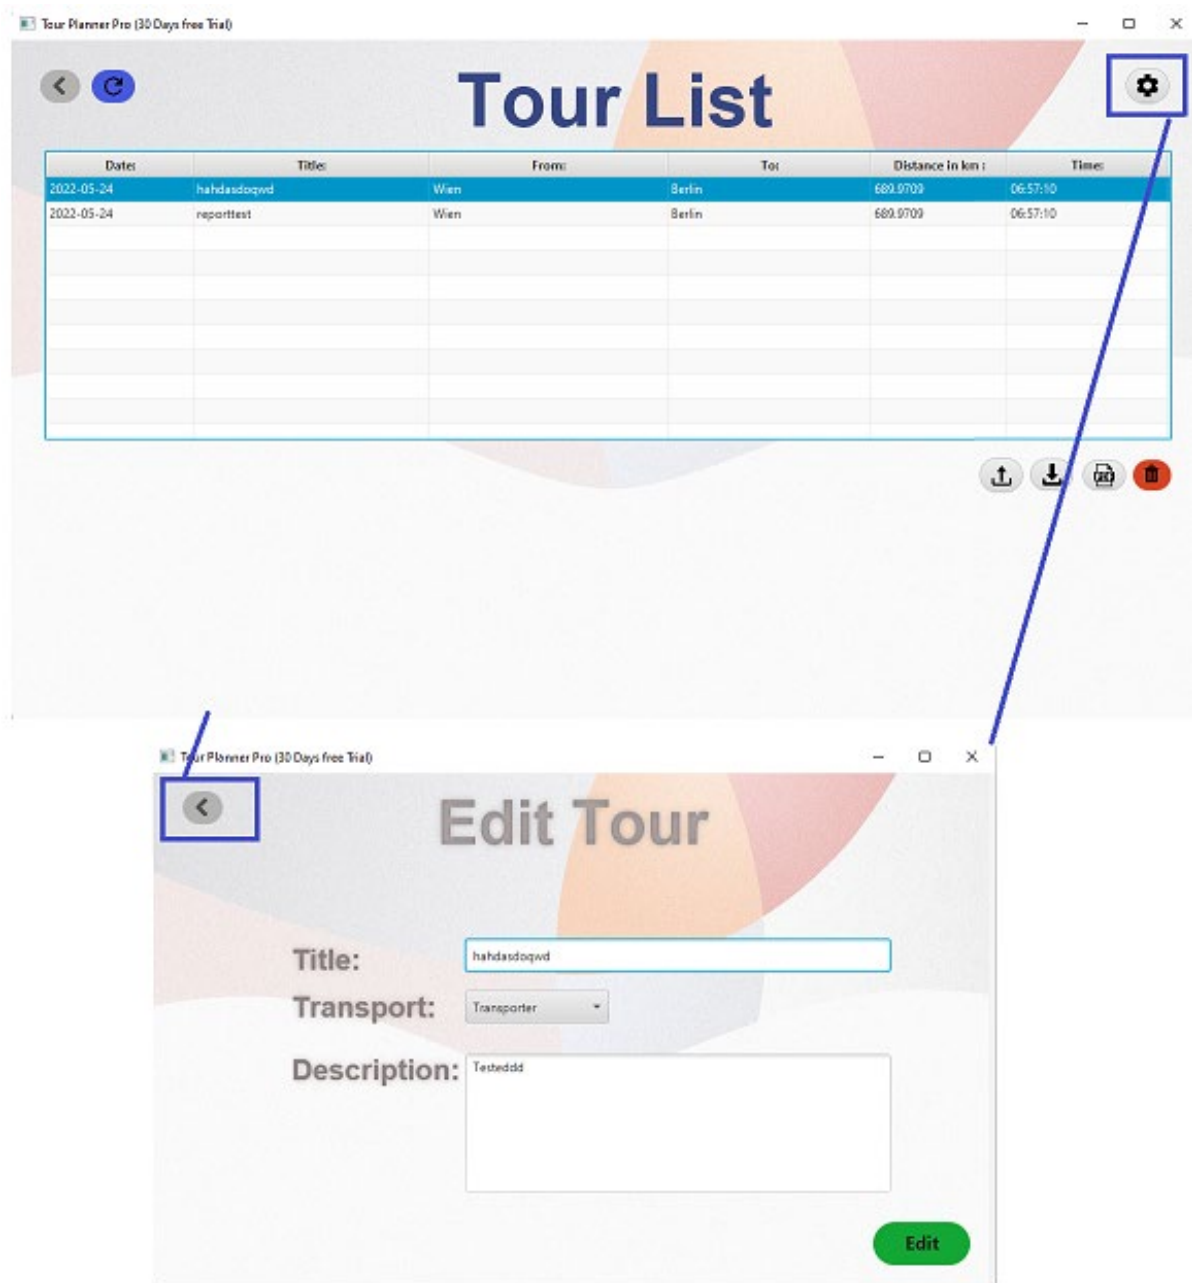 Tour Planner Pro (30 Days free Trial)
Tour List
Date: Title: From: To: Distance in km : Time:
2022-05-24 hahdasdoqwd Wien Berlin 689.9709 06:57:10
2022-05-24 reporttest Wien Berlin 689.9709 06:57:10
Tour Planner Pro (30 Days free Trial)
Edit Tour
Title: hahdasdoqwd
Transport: Transporter
Description: Testeddd
Edit